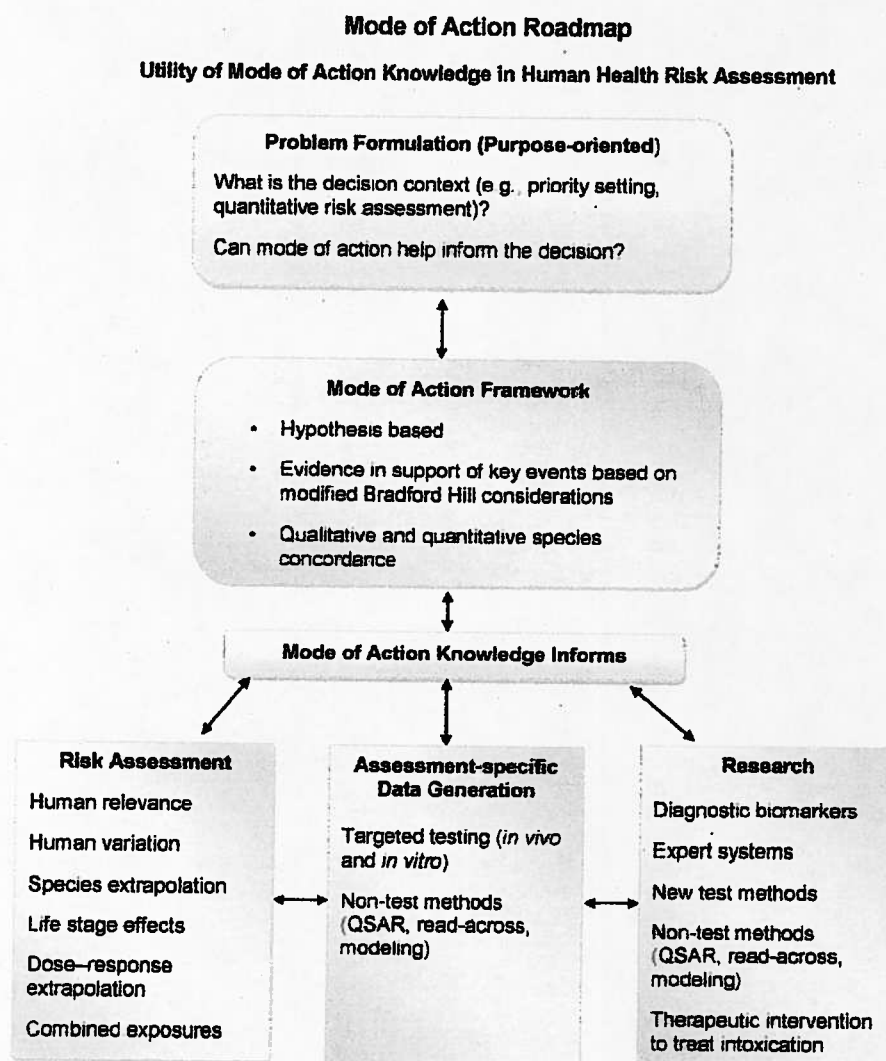 Mode of Action Roadmap
Utility of Mode of Action Knowledge in Human Health Risk Assessment
Problem Formulation (Purpose-oriented)
What is the decision context (e.g., priority setting,
quantitative risk assessment)?
Can mode of action help inform the decision?
Mode of Action Framework
• Hypothesis based
• Evidence in support of key events based on
modified Bradford Hill considerations
• Qualitative and quantitative species
concordance
Mode of Action Knowledge Informs
Risk Assessment
Human relevance
Human variation
Species extrapolation
Life stage effects
Dose–response
extrapolation
Combined exposures
Assessment-specific
Data Generation
Targeted testing (in vivo
and in vitro)
Non-test methods
(QSAR, read-across,
modeling)
Research
Diagnostic biomarkers
Expert systems
New test methods
Non-test methods
(QSAR, read-across,
modeling)
Therapeutic intervention
to treat intoxication